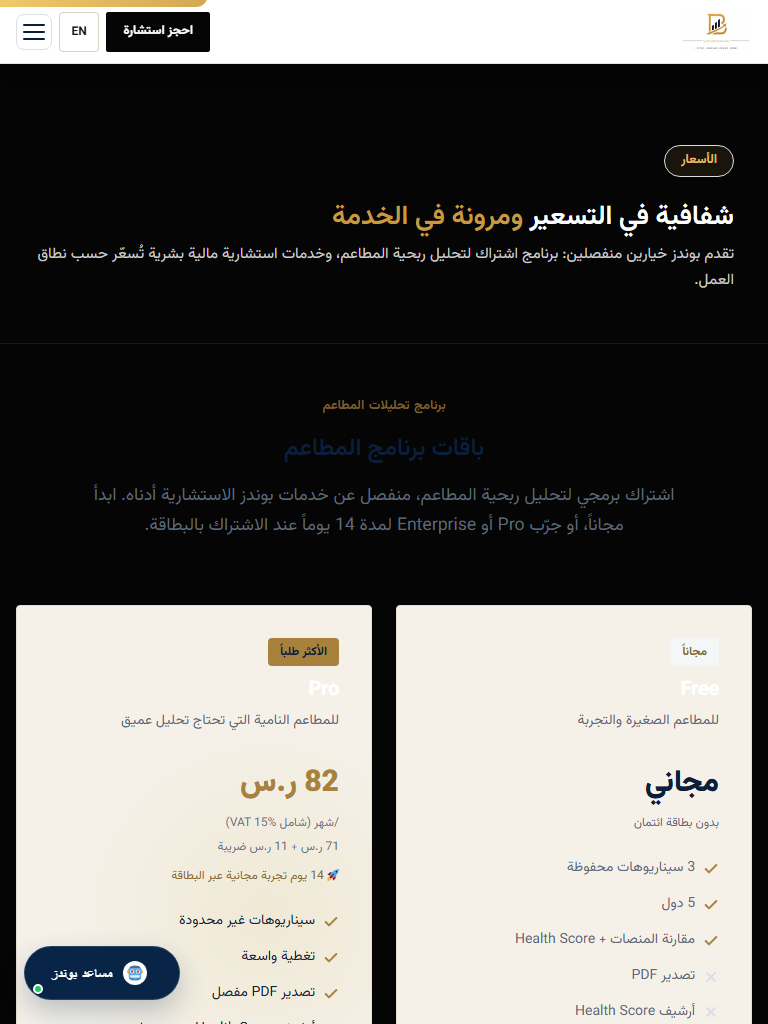 احجز استشارة
EN
الأسعار
شفافية في التسعير ومرونة في الخدمة
تقدم بوندز خيارين منفصلين: برنامج اشتراك لتحليل ربحية المطاعم، وخدمات استشارية مالية بشرية تُسعّر حسب نطاق
العمل.
برنامج تحليلات المطاعم
باقات برنامج المطاعم
اشتراك برمجي لتحليل ربحية المطاعم، منفصل عن خدمات بوندز الاستشارية أدناه. ابدأ
مجاناً، أو جرّب Pro أو Enterprise لمدة 14 يوماً عند الاشتراك بالبطاقة.
مجاناً
Free
للمطاعم الصغيرة والتجربة
مجاني
بدون بطاقة ائتمان
3 سيناريوهات محفوظة
5 دول
مقارنة المنصات + Health Score
تصدير PDF
أرشيف Health Score
الأكثر طلباً
Pro
للمطاعم النامية التي تحتاج تحليل عميق
82 ر.س
/شهر (شامل 15% VAT)
71 ر.س + 11 ر.س ضريبة
🚀 14 يوم تجربة مجانية عبر البطاقة
سيناريوهات غير محدودة
تغطية واسعة
تصدير PDF مفصل
مساعد بوندز